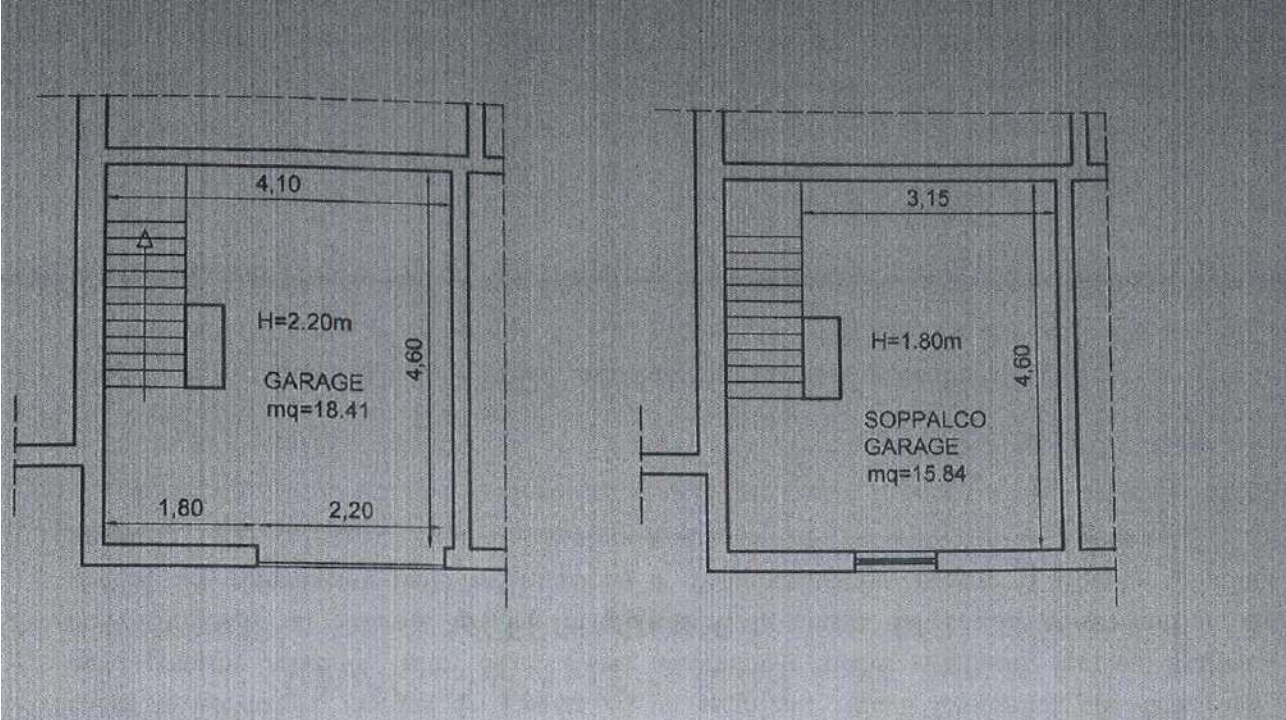 4,10
H=2.20m
4,60
GARAGE
mq=18.41
1,80
2,20
3,15
H=1.80m
4,60
SOPPALCO
GARAGE
mq=15.84